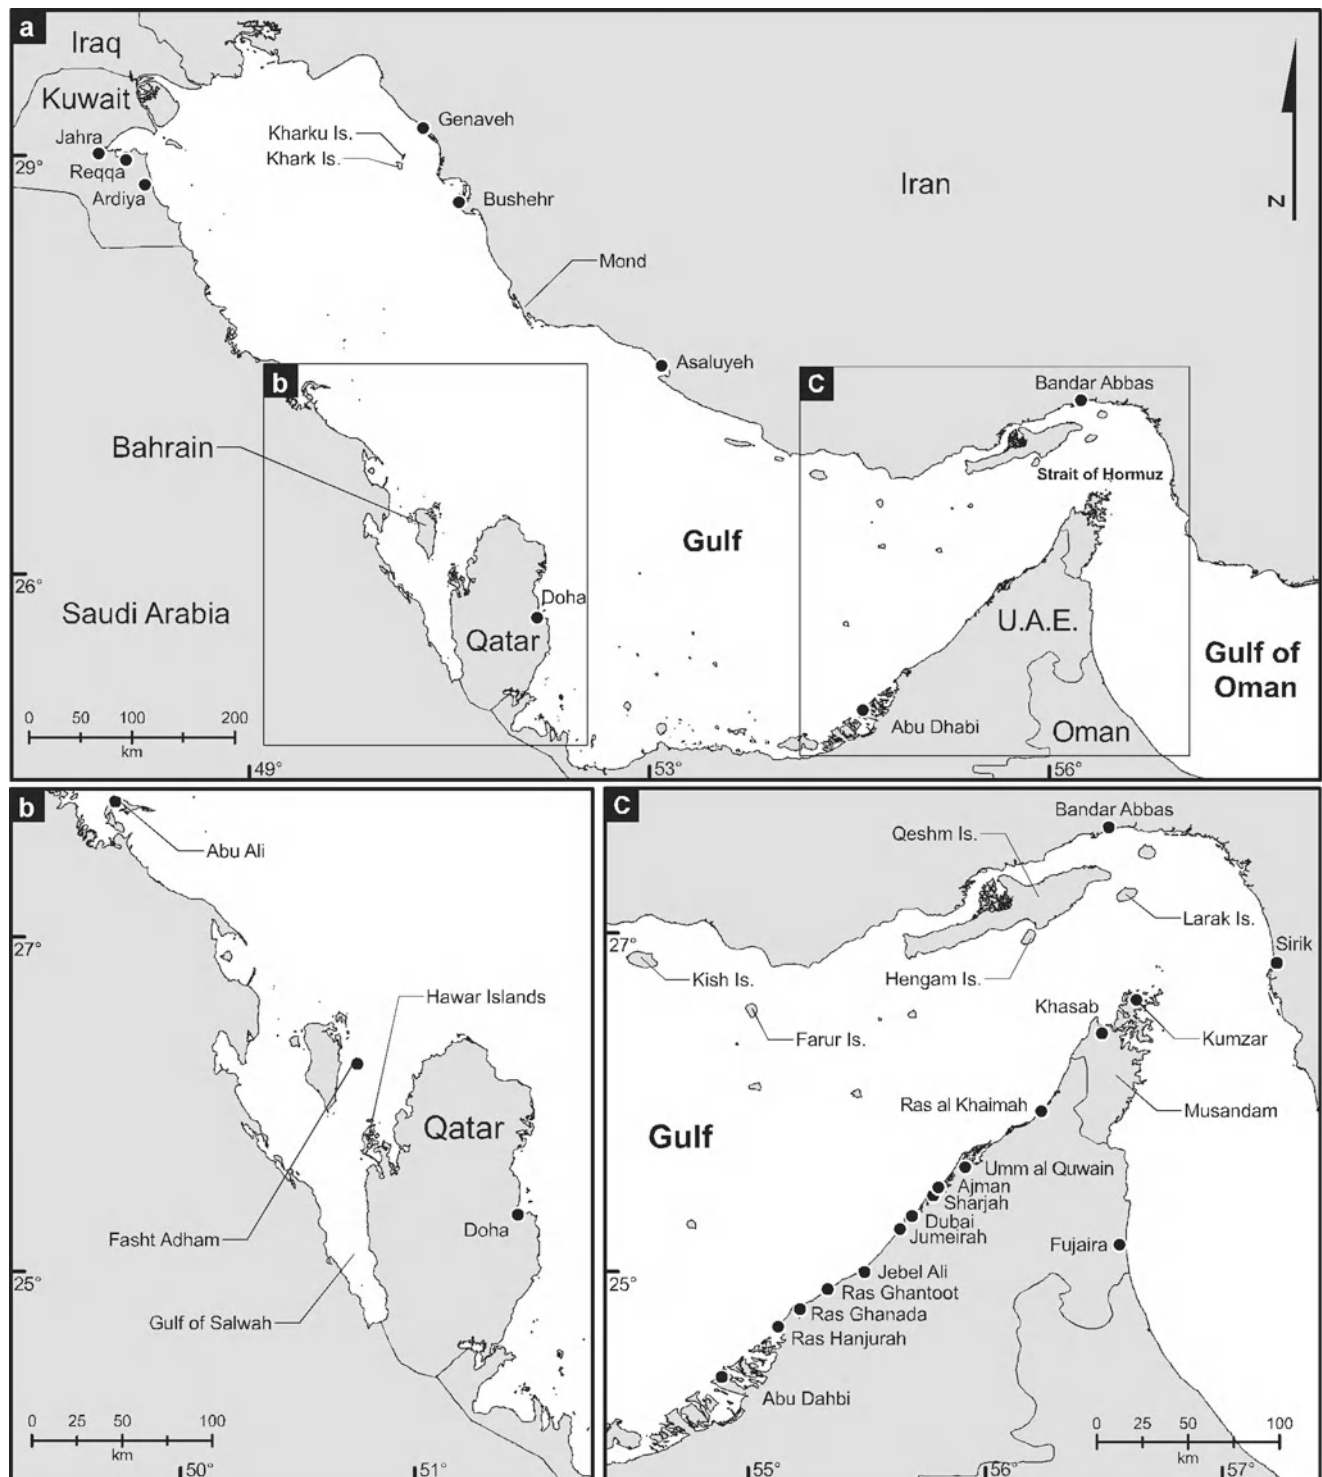 a
Iraq
Kuwait
Jahra
29°
Reqqa
Ardiya
Kharku Is.
Khark Is.
Genaveh
Bushehr
Iran
N
Mond
Asaluyeh
b
c
Bandar Abbas
Bahrain
Strait of Hormuz
Gulf
26°
Saudi Arabia
Doha
Qatar
U.A.E.
Gulf of
Oman
Abu Dhabi
Oman
0 50 100 200
km
49° 53° 56°
b
Abu Ali
27°
Hawar Islands
Qatar
Fasht Adham
Doha
25°
Gulf of Salwah
0 25 50 100
km
50° 51°
c
Bandar Abbas
Qeshm Is.
Larak Is.
27°
Sirik
Kish Is.
Hengam Is.
Khasab
Farur Is.
Kumzar
Ras al Khaimah
Musandam
Gulf
Umm al Quwain
Ajman
Sharjah
Dubai
Jumeirah
Fujaira
25°
Jebel Ali
Ras Ghantoot
Ras Ghanada
Ras Hanjurah
Abu Dahbi
0 25 50 100
km
55° 56° 57°